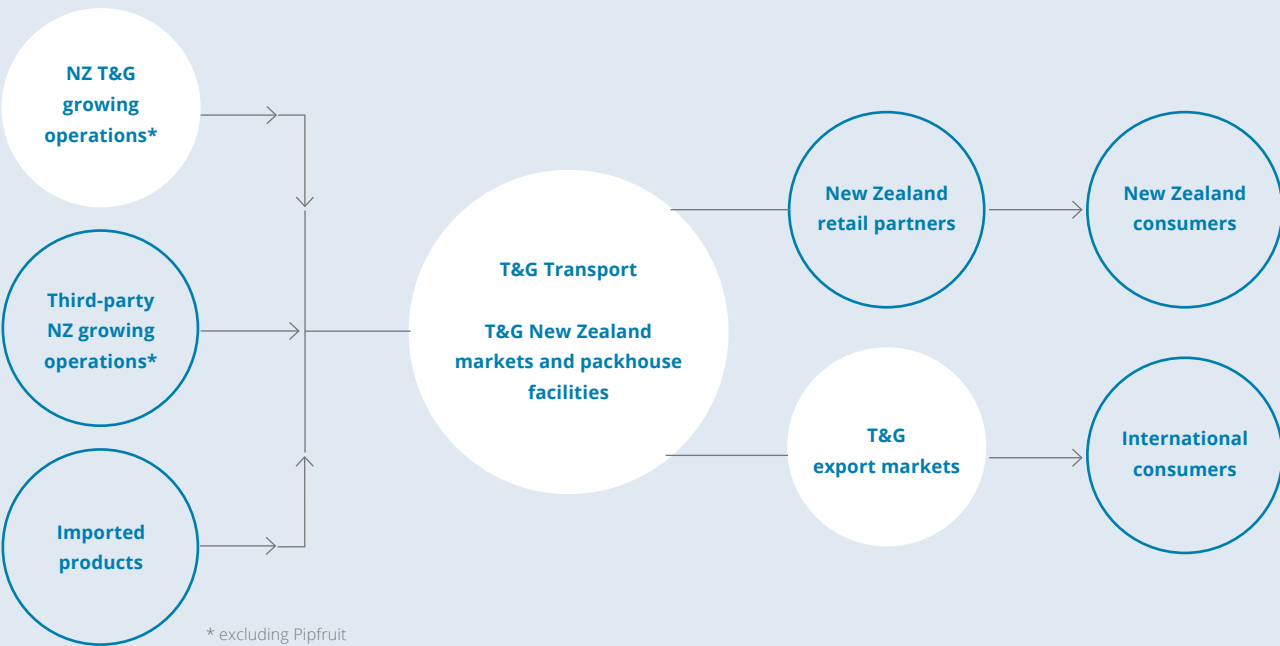 NZ T&G
growing
operations*
Third-party
NZ growing
operations*
Imported
products
* excluding Pipfruit
T&G Transport
T&G New Zealand
markets and packhouse
facilities
New Zealand
retail partners
New Zealand
consumers
T&G
export markets
International
consumers